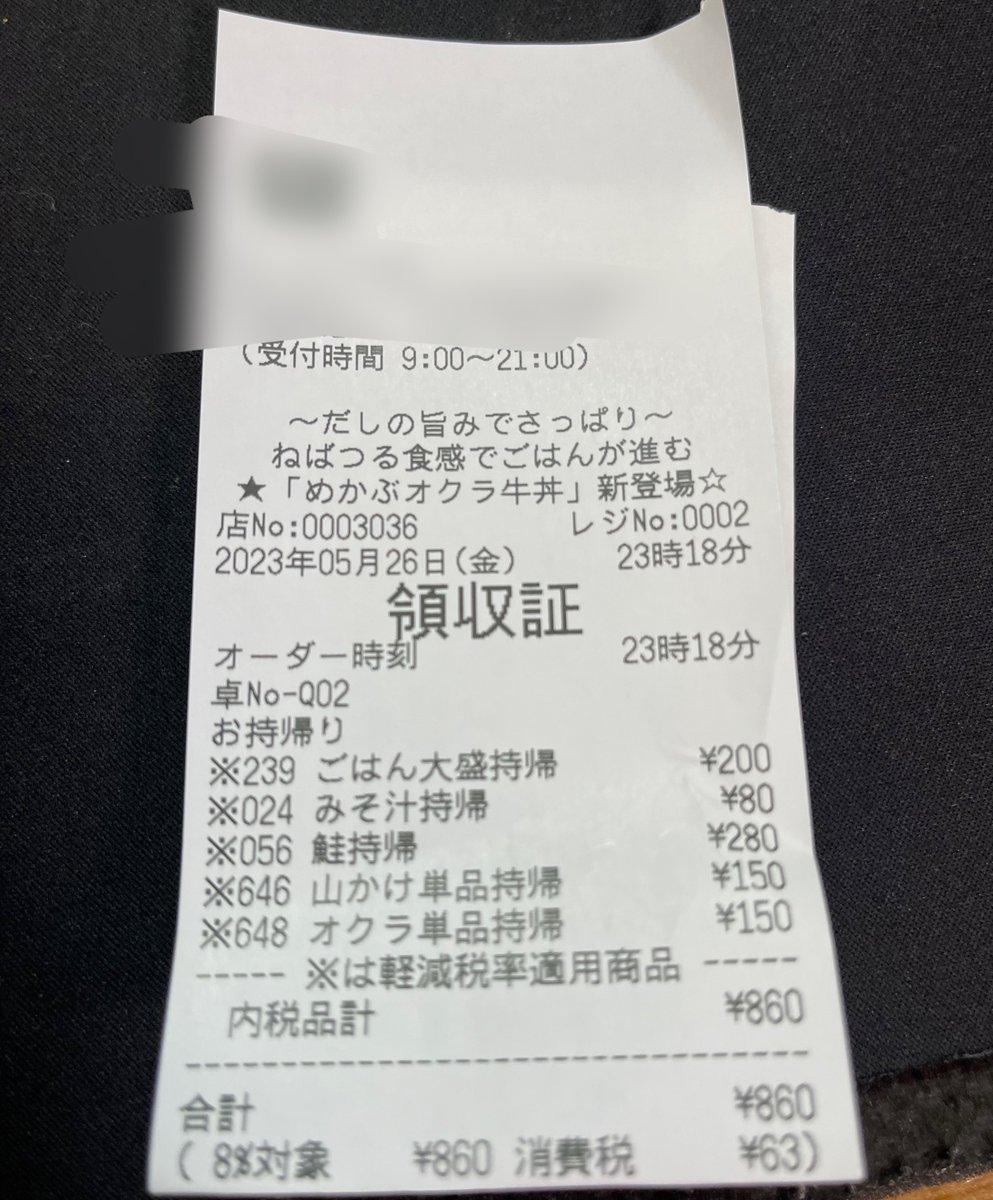 (受付時間 9:00～21:00)
～だしの旨みでさっぱり～
ねばつる食感でごはんが進む
★「めかぶオクラ牛丼」新登場☆
店No:0003036 レジNo:0002
2023年05月26日(金) 23時18分
領収証
オーダー時刻 23時18分
卓No-Q02
お持帰り
※239 ごはん大盛持帰 ¥200
※024 みそ汁持帰 ¥80
※056 鮭持帰 ¥280
※646 山かけ単品持帰 ¥150
※648 オクラ単品持帰 ¥150
----- ※は軽減税率適用商品 -----
内税品計 ¥860
--------------------------------
合計 ¥860
( 8%対象 ¥860 消費税 ¥63)